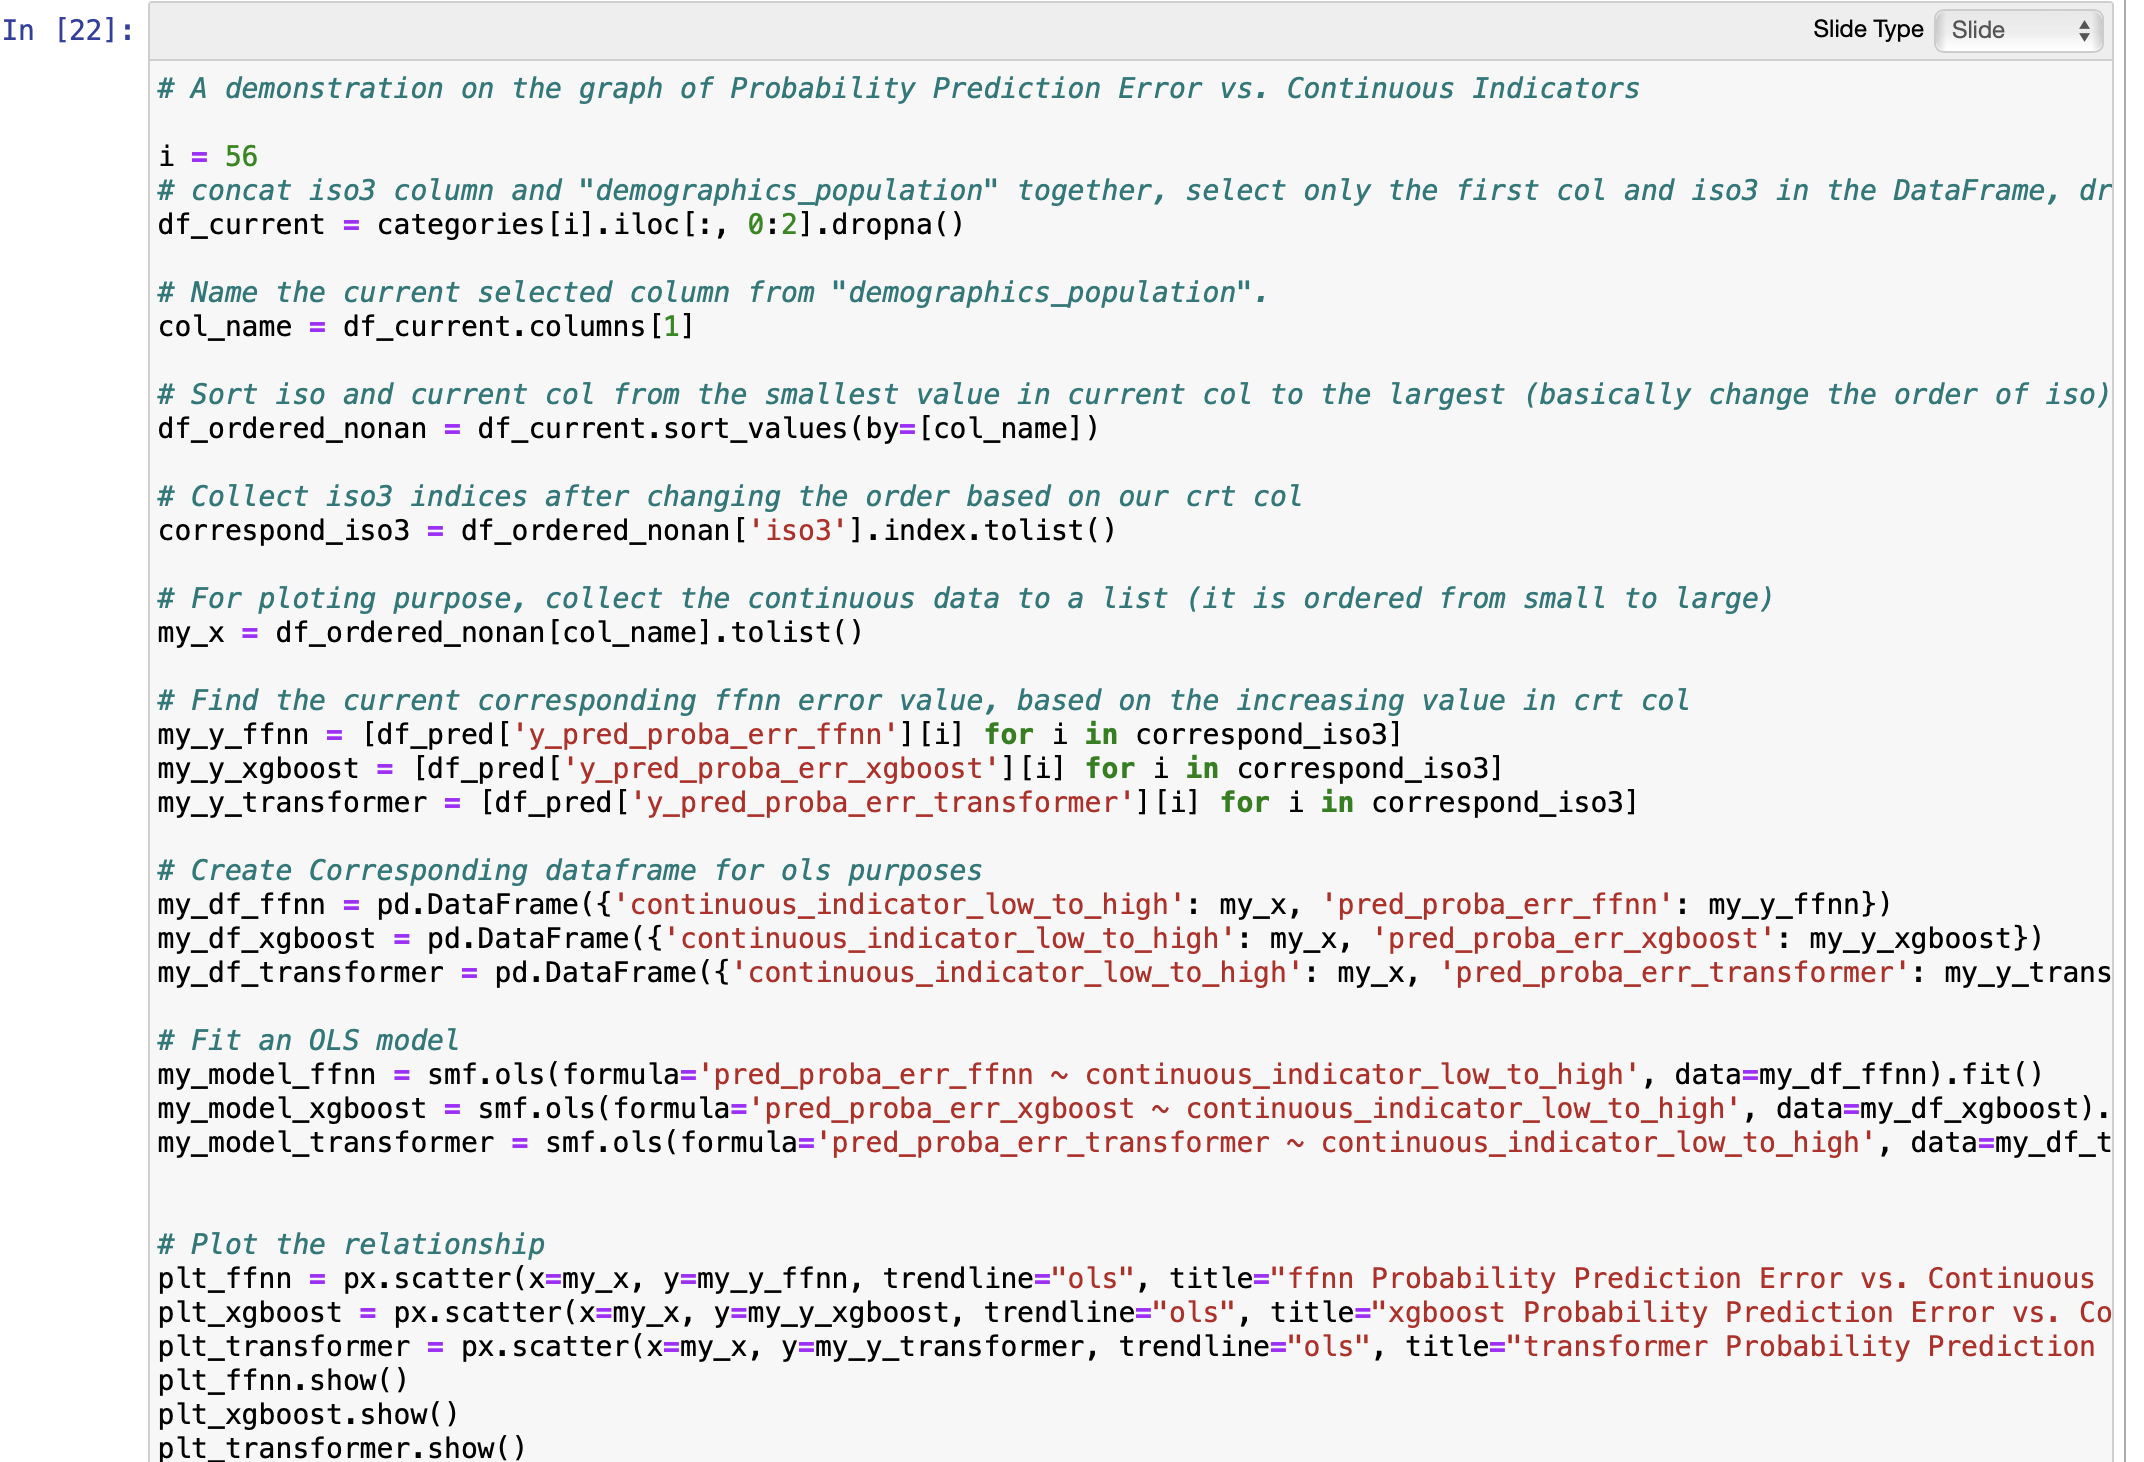 In [22]:
Slide Type Slide
# A demonstration on the graph of Probability Prediction Error vs. Continuous Indicators
i = 56
# concat iso3 column and "demographics_population" together, select only the first col and iso3 in the DataFrame, dr
df_current = categories[i].iloc[:, 0:2].dropna()
# Name the current selected column from "demographics_population".
col_name = df_current.columns[1]
# Sort iso and current col from the smallest value in current col to the largest (basically change the order of iso)
df_ordered_nonan = df_current.sort_values(by=[col_name])
# Collect iso3 indices after changing the order based on our crt col
correspond_iso3 = df_ordered_nonan['iso3'].index.tolist()
# For ploting purpose, collect the continuous data to a list (it is ordered from small to large)
my_x = df_ordered_nonan[col_name].tolist()
# Find the current corresponding ffnn error value, based on the increasing value in crt col
my_y_ffnn = [df_pred['y_pred_proba_err_ffnn'][i] for i in correspond_iso3]
my_y_xgboost = [df_pred['y_pred_proba_err_xgboost'][i] for i in correspond_iso3]
my_y_transformer = [df_pred['y_pred_proba_err_transformer'][i] for i in correspond_iso3]
# Create Corresponding dataframe for ols purposes
my_df_ffnn = pd.DataFrame({'continuous_indicator_low_to_high': my_x, 'pred_proba_err_ffnn': my_y_ffnn})
my_df_xgboost = pd.DataFrame({'continuous_indicator_low_to_high': my_x, 'pred_proba_err_xgboost': my_y_xgboost})
my_df_transformer = pd.DataFrame({'continuous_indicator_low_to_high': my_x, 'pred_proba_err_transformer': my_y_trans
# Fit an OLS model
my_model_ffnn = smf.ols(formula='pred_proba_err_ffnn ~ continuous_indicator_low_to_high', data=my_df_ffnn).fit()
my_model_xgboost = smf.ols(formula='pred_proba_err_xgboost ~ continuous_indicator_low_to_high', data=my_df_xgboost).
my_model_transformer = smf.ols(formula='pred_proba_err_transformer ~ continuous_indicator_low_to_high', data=my_df_t
# Plot the relationship
plt_ffnn = px.scatter(x=my_x, y=my_y_ffnn, trendline="ols", title="ffnn Probability Prediction Error vs. Continuous
plt_xgboost = px.scatter(x=my_x, y=my_y_xgboost, trendline="ols", title="xgboost Probability Prediction Error vs. Co
plt_transformer = px.scatter(x=my_x, y=my_y_transformer, trendline="ols", title="transformer Probability Prediction
plt_ffnn.show()
plt_xgboost.show()
plt_transformer.show()